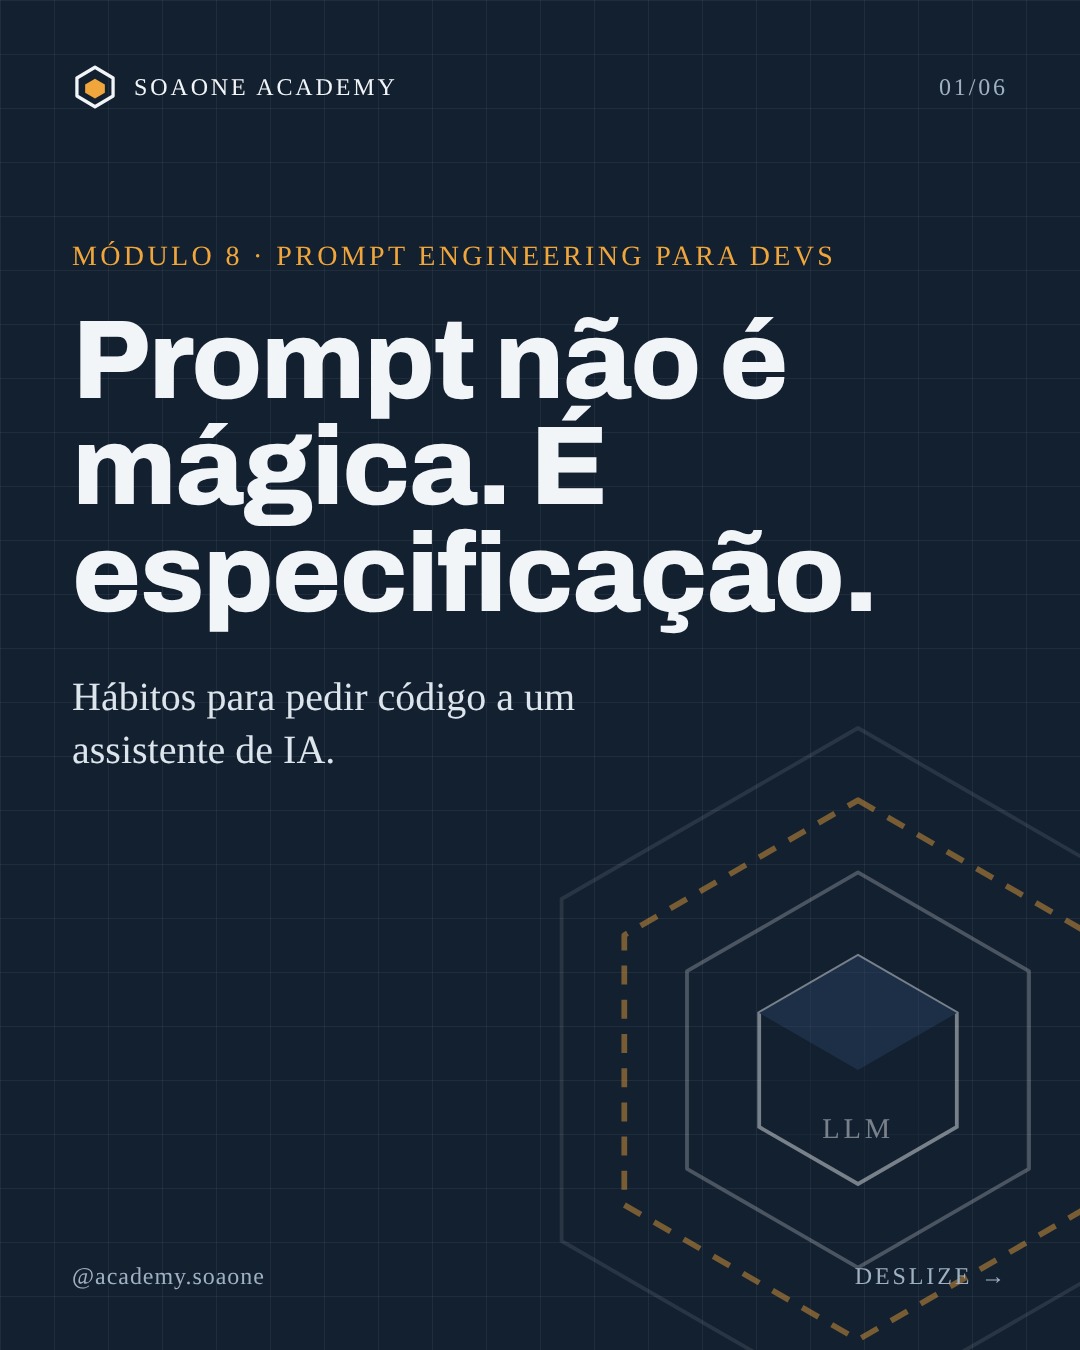 SOAONE ACADEMY
01/06
MÓDULO 8 · PROMPT ENGINEERING PARA DEVS
Prompt não é
mágica. É
especificação.
Hábitos para pedir código a um
assistente de IA.
LLM
@academy.soaone
DESLIZE →